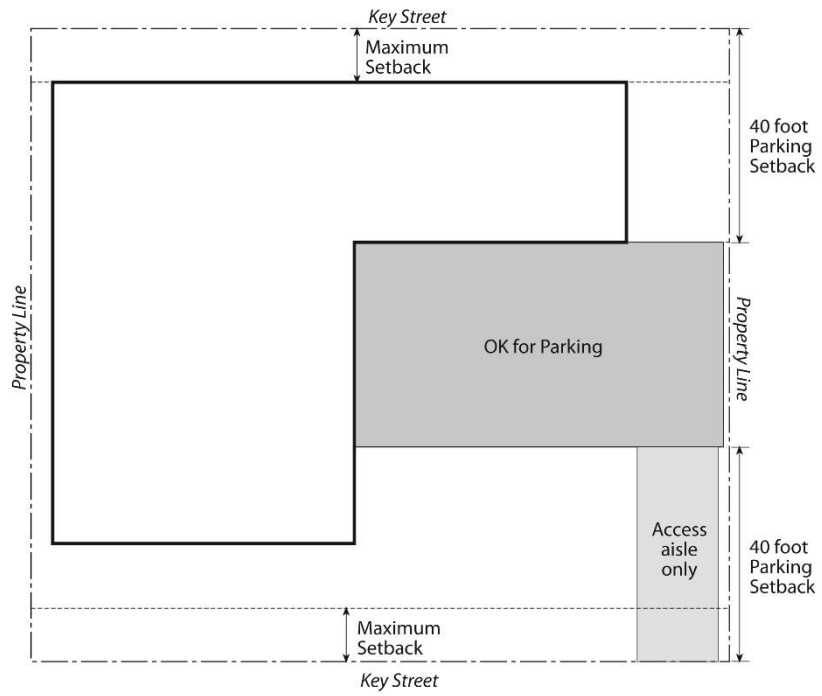 Key Street
Maximum
Setback
40 foot
Parking
Setback
Property Line
OK for Parking
Property Line
Access
aisle
only
40 foot
Parking
Setback
Maximum
Setback
Key Street